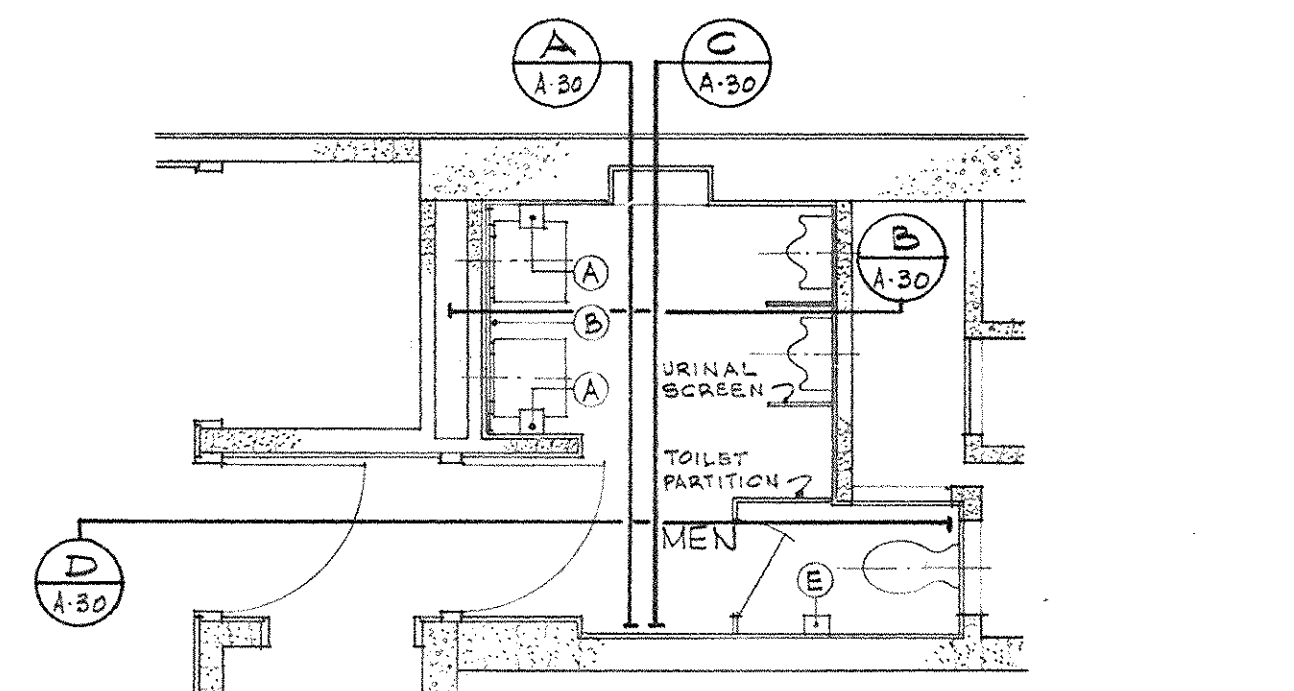 A
A-30
C
A-30
B
A-30
A
B
A
URINAL
SCREEN
TOILET
PARTITION
MEN
D
A-30
E